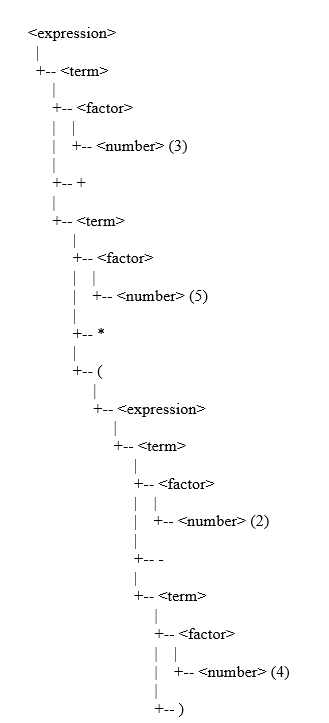 <expression>
|
+-- <term>
|
+-- <factor>
| |
| +-- <number> (3)
|
+-- +
|
+-- <term>
|
+-- <factor>
| |
| +-- <number> (5)
|
+-- *
|
+-- (
|
+-- <expression>
|
+-- <term>
|
+-- <factor>
| |
| +-- <number> (2)
|
+-- -
|
+-- <term>
|
+-- <factor>
| |
| +-- <number> (4)
|
+-- )